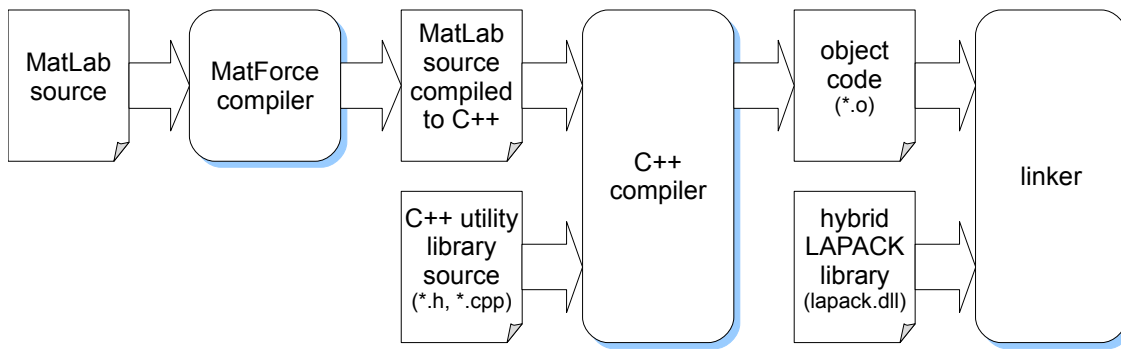 MatLab
source
MatForce
compiler
MatLab
source
compiled
to C++
C++ utility
library
source
(*.h, *.cpp)
C++
compiler
object
code
(*.o)
hybrid
LAPACK
library
(lapack.dll)
linker